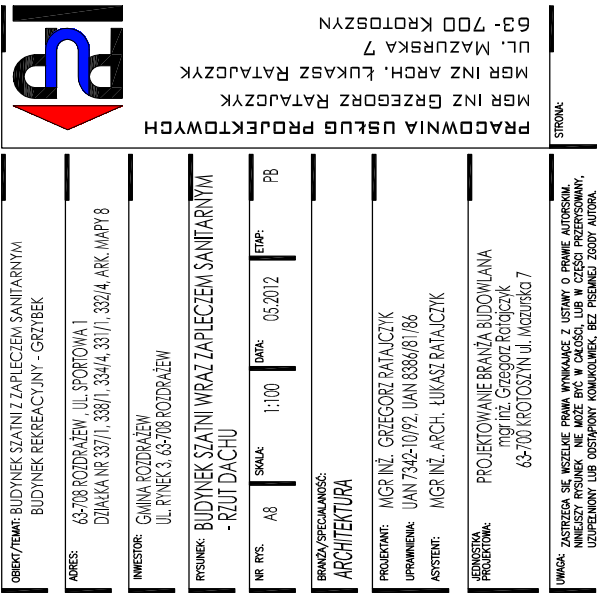 PRACOWNIA USŁUG PROJEKTOWYCH
MGR INZ GRZEGORZ RATAJCZYK
MGR INZ ARCH. ŁUKASZ RATAJCZYK
UL. MAZURSKA 7
63- 700 KROTOSZYN
STRONA:
OBIEKT/TEMAT: BUDYNEK SZATNI Z ZAPLECZEM SANITARNYM
BUDYNEK REKREACYJNY - GRZYBEK
ADRES:
63-708 ROZDRAŻEW , UL. SPORTOWA 1
DZIAŁKA NR 337/1, 338/1, 334/4, 331/1, 332/4, ARK. MAPY 8
INWESTOR: GMINA ROZDRAŻEW
UL. RYNEK 3, 63-708 ROZDRAŻEW
RYSUNEK: BUDYNEK SZATNI WRAZ ZAPLECZEM SANITARNYM
- RZUT DACHU
NR RYS. A8 SKALA: 1:100 DATA: 05.2012 ETAP: PB
BRANŻA/SPECJALNOŚĆ:
ARCHITEKTURA
PROJEKTANT: MGR INŻ. GRZEGORZ RATAJCZYK
UPRAWNIENIA: UAN 7342-10/92, UAN 8386/81/86
ASYSTENT: MGR INŻ. ARCH. ŁUKASZ RATAJCZYK
JEDNOSTKA
PROJEKTOWA:
PROJEKTOWANIE BRANŻA BUDOWLANA
mgr inż. Grzegorz Ratajczyk
63-700 KROTOSZYN ul. Mazurska 7
UWAGA: ZASTRZEGA SIĘ, WSZELKIE PRAWA WYNIKAJĄCE Z USTAWY O PRAWIE AUTORSKIM.
NINIEJSZY RYSUNEK NIE MOŻE BYĆ W CAŁOŚCI, LUB W CZĘŚCI PRZERYSOWANY,
UZUPEŁNIONY LUB ODSTĄPIONY KOMUKOLWIEK, BEZ PISEMNEJ ZGODY AUTORA.